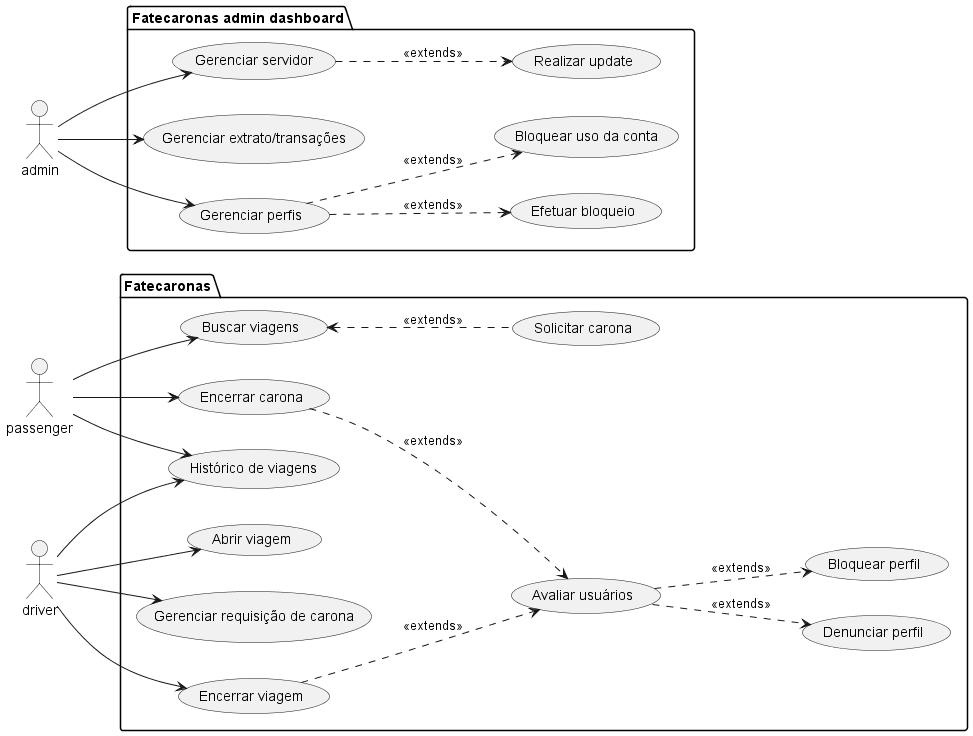 Fatecaronas admin dashboard
Gerenciar servidor
«extends»
Realizar update
admin
Gerenciar extrato/transações
Bloquear uso da conta
«extends»
Gerenciar perfis
«extends»
Efetuar bloqueio
Fatecaronas
Buscar viagens
«extends»
Solicitar carona
passenger
Encerrar carona
«extends»
Histórico de viagens
driver
Abrir viagem
Gerenciar requisição de carona
Avaliar usuários
«extends»
Bloquear perfil
«extends»
Denunciar perfil
«extends»
Encerrar viagem